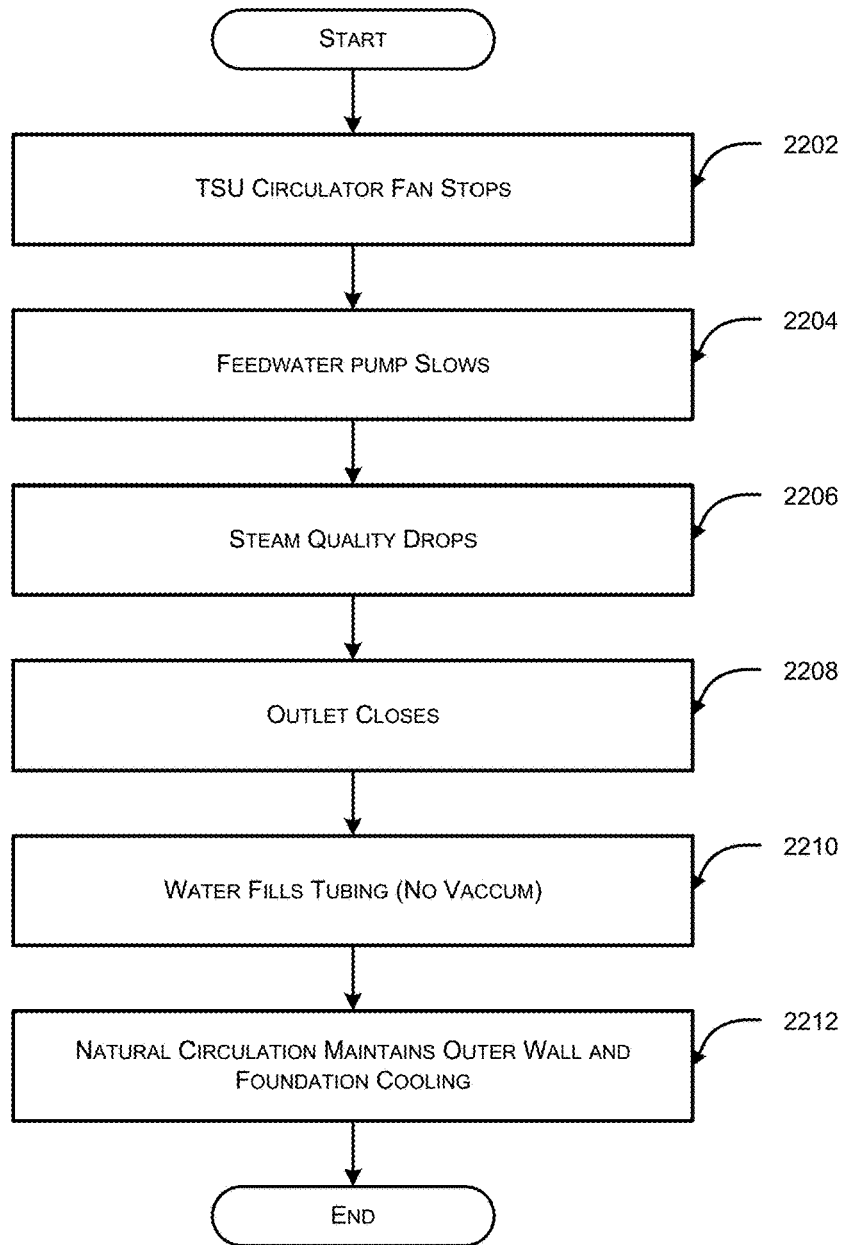 START
TSU CIRCULATOR FAN STOPS
2202
FEEDWATER PUMP SLOWS
2204
STEAM QUALITY DROPS
2206
OUTLET CLOSES
2208
WATER FILLS TUBING (NO VACCUM)
2210
NATURAL CIRCULATION MAINTAINS OUTER WALL AND
FOUNDATION COOLING
2212
END